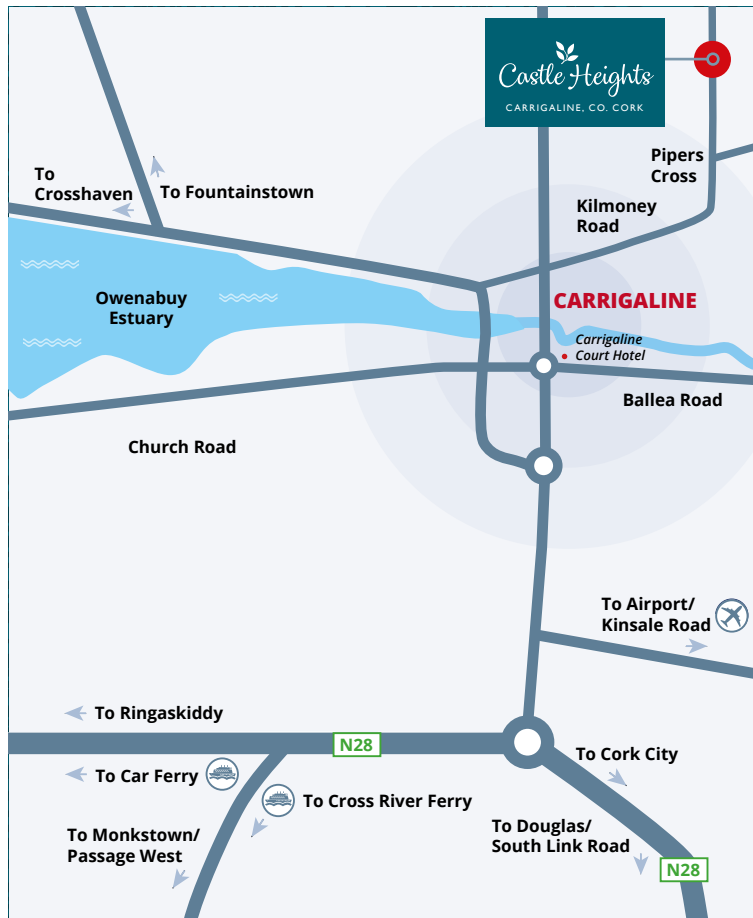 Castle Heights
CARRIGALINE, CO. CORK
Pipers
Cross
To
Crosshaven
To Fountainstown
Kilmoney
Road
Owenabuy
Estuary
CARRIGALINE
Carrigaline
Court Hotel
Ballea Road
Church Road
To Airport/
Kinsale Road
To Ringaskiddy
N28
To Cork City
To Car Ferry
To Cross River Ferry
To Monkstown/
Passage West
To Douglas/
South Link Road
N28